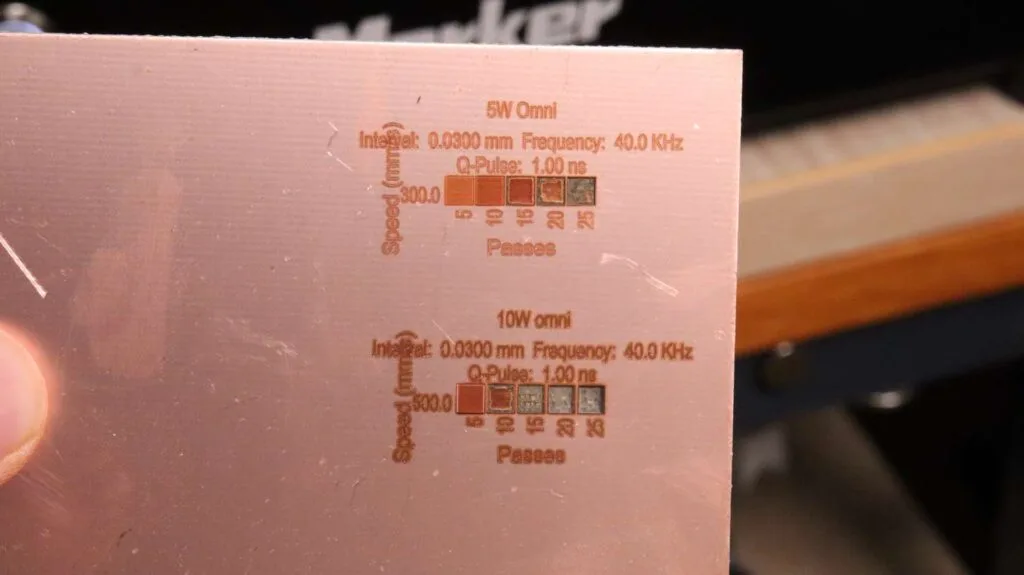 Marker
5W Omni
Interval: 0.0300 mm Frequency: 40.0 KHz
Q-Pulse: 1.00 ns
Speed (mm/s)
300.0
5 10 15 20 25
Passes
10W omni
Interval: 0.0300 mm Frequency: 40.0 KHz
Q-Pulse: 1.00 ns
Speed (mm/s)
500.0
5 10 15 20 25
Passes